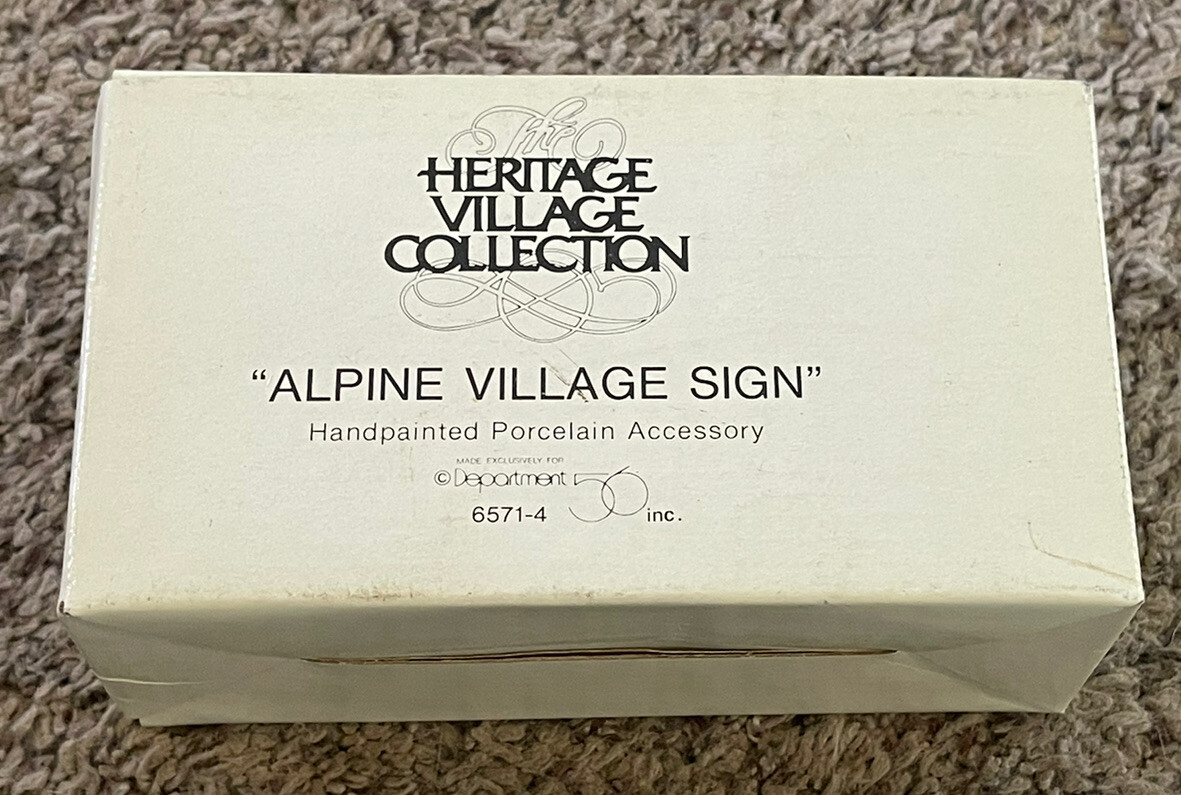 The
HERITAGE
VILLAGE
COLLECTION
“ALPINE VILLAGE SIGN”
Handpainted Porcelain Accessory
MADE EXCLUSIVELY FOR
© Department 56
6571-4 inc.